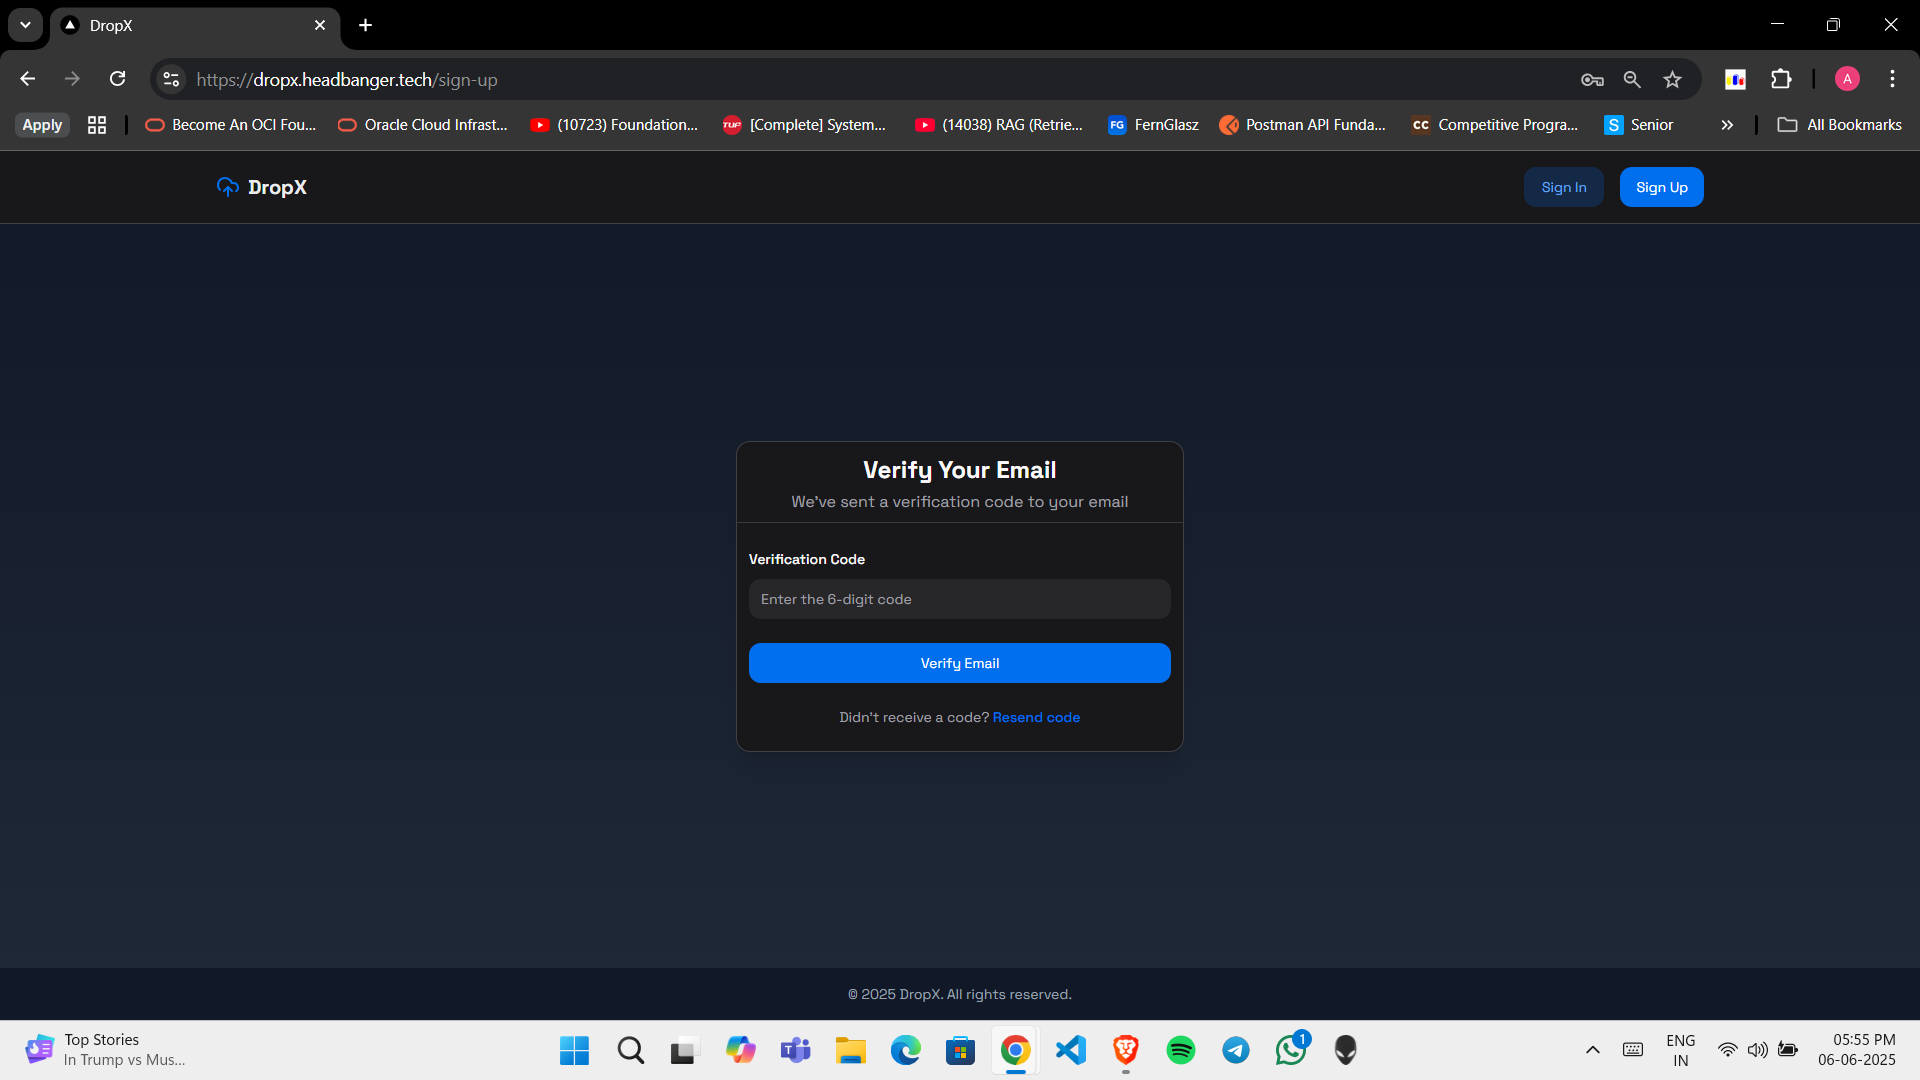 DropX
https://dropx.headbanger.tech/sign-up
A
Apply
Become An OCI Fou...
Oracle Cloud Infrast...
(10723) Foundation...
TUF
[Complete] System...
(14038) RAG (Retrie...
FG
FernGlasz
Postman API Funda...
CC
Competitive Progra...
S
Senior
All Bookmarks
DropX
Sign In
Sign Up
Verify Your Email
We've sent a verification code to your email
Verification Code
Enter the 6-digit code
Verify Email
Didn't receive a code? Resend code
© 2025 DropX. All rights reserved.
Top Stories
In Trump vs Mus...
1
ENG
IN
05:55 PM
06-06-2025